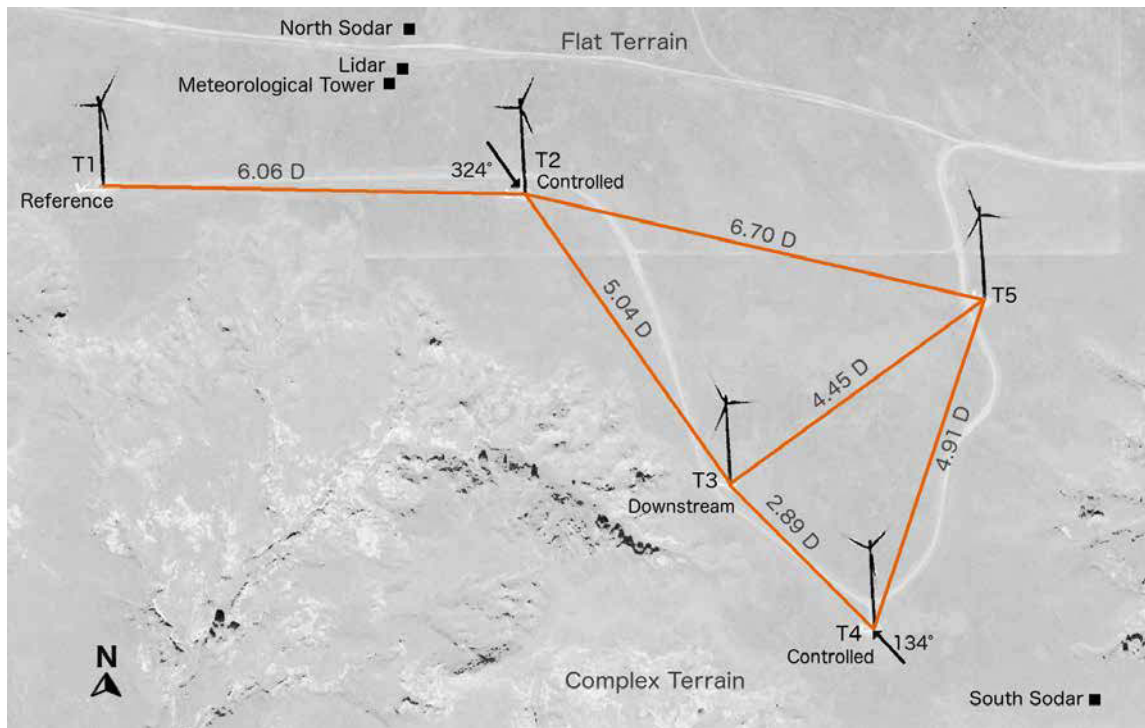 North Sodar
Flat Terrain
Lidar
Meteorological Tower
T1
6.06 D
324°
T2
Controlled
Reference
6.70 D
T5
5.04 D
4.45 D
4.91 D
T3
Downstream
2.89 D
T4
134°
Controlled
N
Complex Terrain
South Sodar